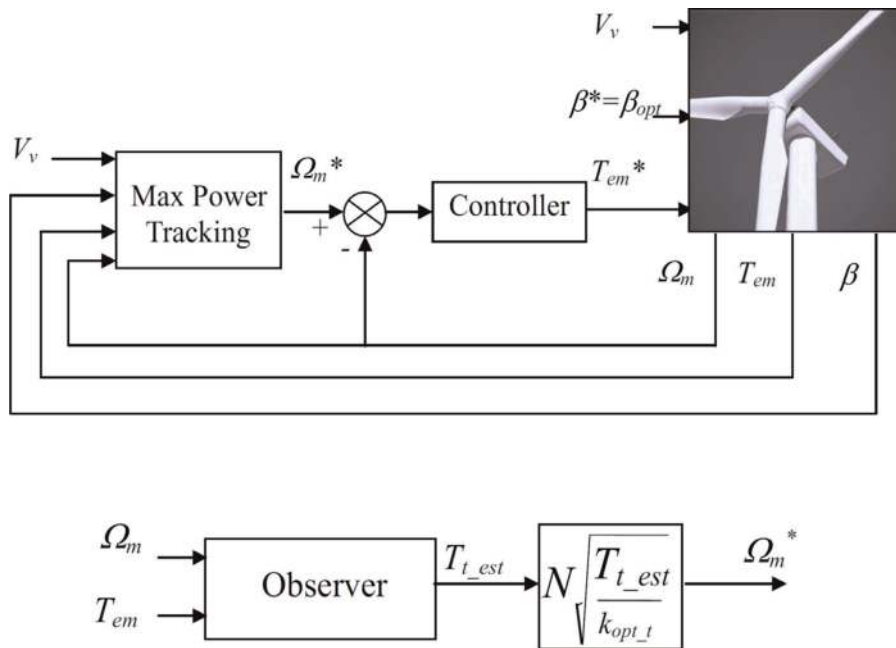 V_v
β*=β_opt
V_v
Max Power
Tracking
Ω_m*
+
-
Controller
T_em*
Ω_m
T_em
β
Ω_m
T_em
Observer
T_t_est
N√(T_t_est/k_opt_t)
Ω_m*